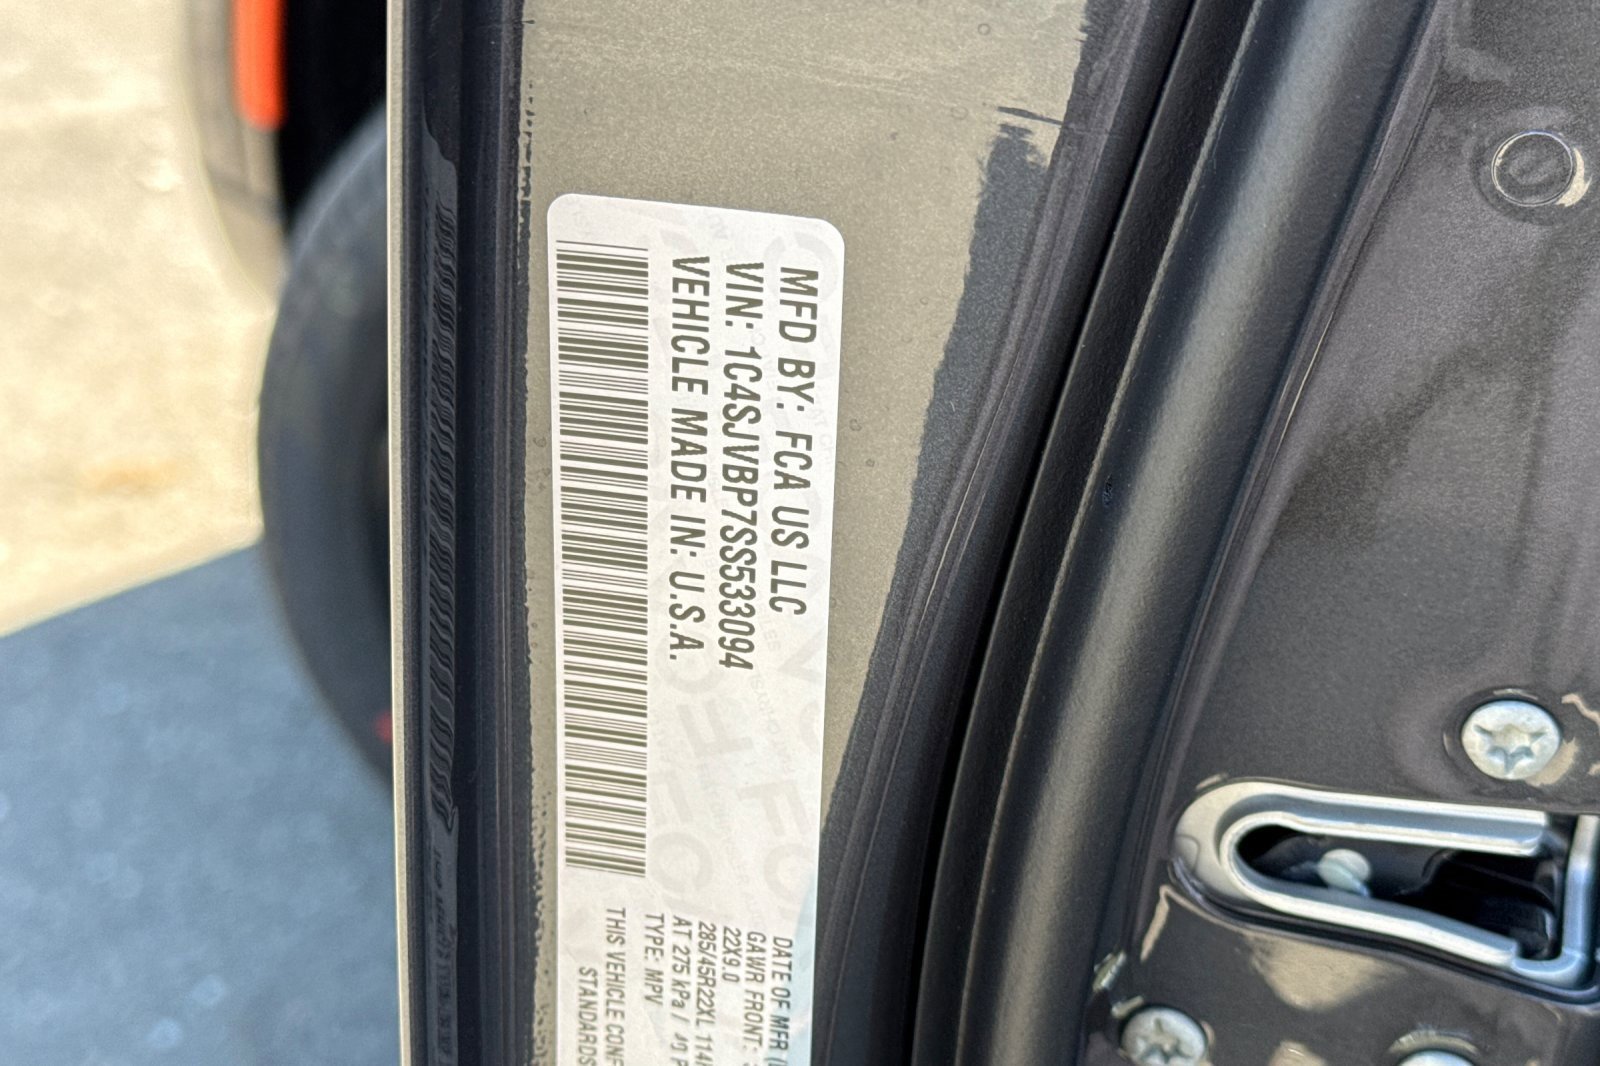 MFD BY: FCA US LLC
VIN: 1C4SJVBP7SS533094
VEHICLE MADE IN: U.S.A.
DATE OF MFR
GAWR FRONT:
22X9.0
285/45R22XL
AT 275 kPa /
TYPE: MPV
THIS VEHICLE
STANDARDS